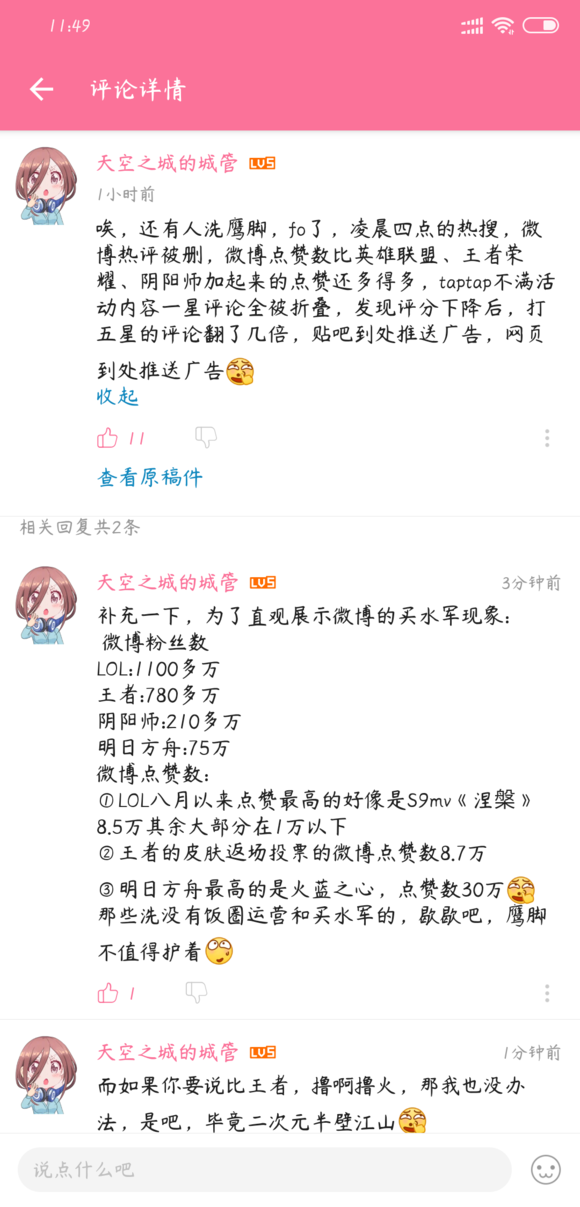 11:49
评论详情
天空之城的城管 LV5
1小时前
唉，还有人洗鹰脚，fo了，凌晨四点的热搜，微
博热评被删，微博点赞数比英雄联盟、王者荣
耀、阴阳师加起来的点赞还多得多，taptap不满活
动内容一星评论全被折叠，发现评分下降后，打
五星的评论翻了几倍，贴吧到处推送广告，网页
到处推送广告
收起
11
查看原稿件
相关回复共2条
天空之城的城管 LV5 3分钟前
补充一下，为了直观展示微博的买水军现象：
微博粉丝数
LOL:1100多万
王者:780多万
阴阳师:210多万
明日方舟:75万
微博点赞数：
①LOL八月以来点赞最高的好像是S9mv《涅槃》
8.5万其余大部分在1万以下
②王者的皮肤返场投票的微博点赞数8.7万
③明日方舟最高的是火蓝之心，点赞数30万
那些洗没有饭圈运营和买水军的，歇歇吧，鹰脚
不值得护着
1
天空之城的城管 LV5 1分钟前
而如果你要说比王者，撸啊撸火，那我也没办
法，是吧，毕竟二次元半壁江山
说点什么吧